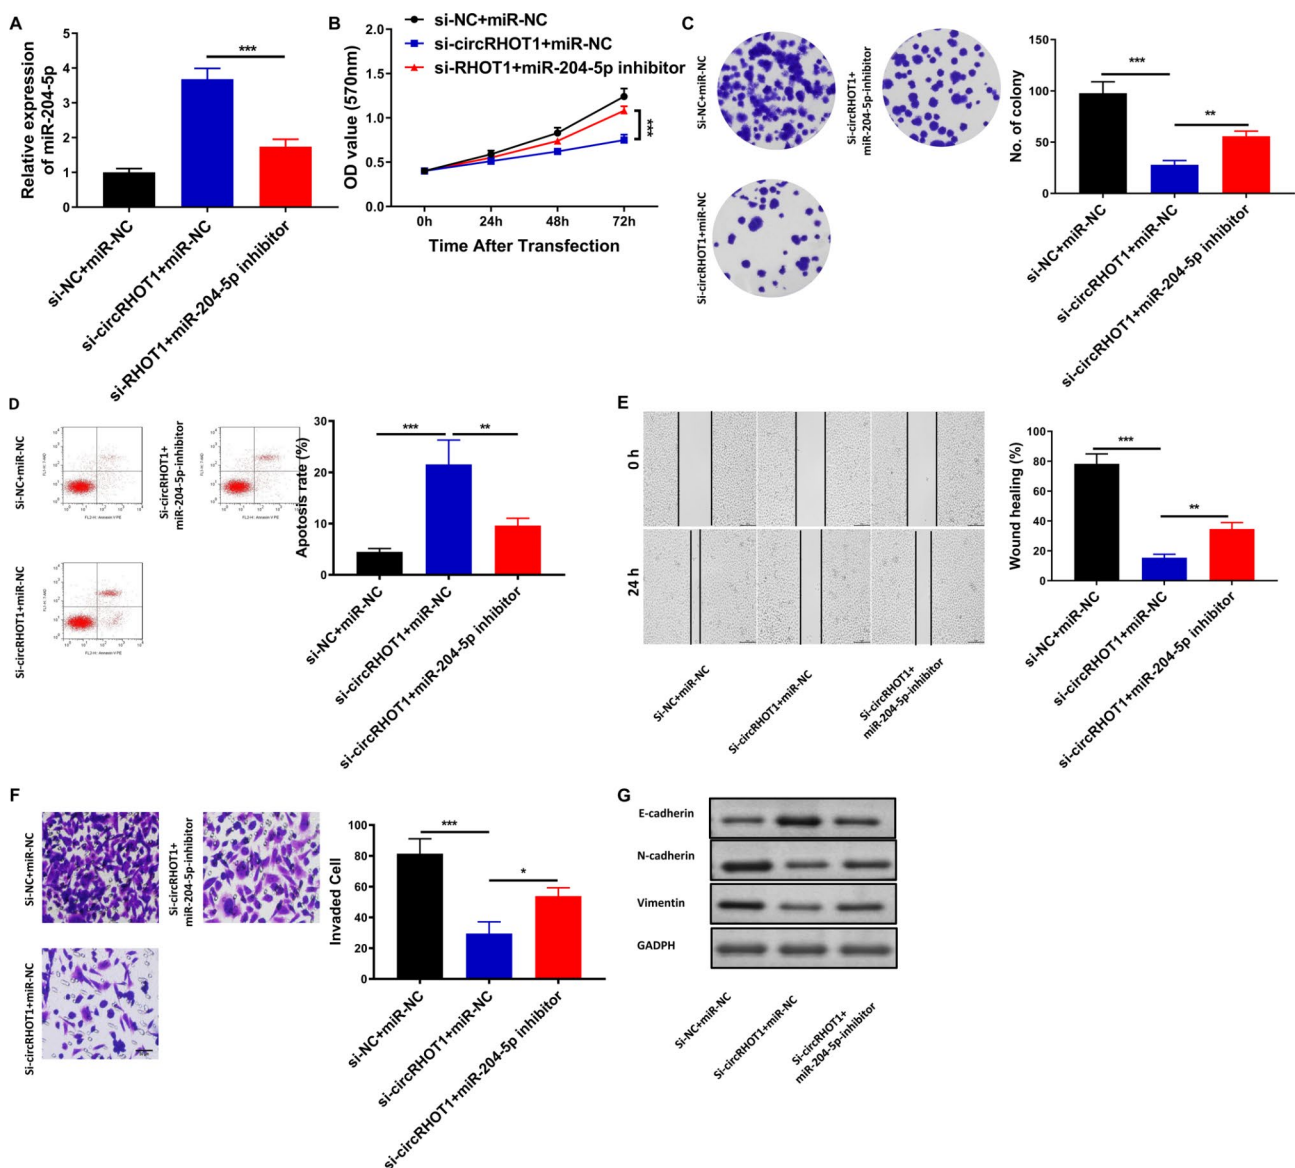 A
Relative expression
of miR-204-5p
5
4
3
2
1
0
***
si-NC+miR-NC
si-circRHOT1+miR-NC
si-RHOT1+miR-204-5p inhibitor
B
si-NC+miR-NC
si-circRHOT1+miR-NC
si-RHOT1+miR-204-5p inhibitor
OD value (570nm)
2.0
1.5
1.0
0.5
0.0
***
0h 24h 48h 72h
Time After Transfection
C
Si-NC+miR-NC
Si-circRHOT1+
miR-204-5p-inhibitor
Si-circRHOT1+miR-NC
No. of colony
150
100
50
0
***
**
si-NC+miR-NC
si-circRHOT1+miR-NC
si-circRHOT1+miR-204-5p inhibitor
D
Si-NC+miR-NC
Si-circRHOT1+
miR-204-5p-inhibitor
Si-circRHOT1+miR-NC
FL2-H: Annexin V PE
FL2-H: Annexin V PE
FL2-H: Annexin V PE
Apotosis rate (%)
30
20
10
0
***
**
si-NC+miR-NC
si-circRHOT1+miR-NC
si-circRHOT1+miR-204-5p inhibitor
E
0 h
24 h
Si-NC+miR-NC
Si-circRHOT1+miR-NC
Si-circRHOT1+
miR-204-5p-inhibitor
Wound healing (%)
100
80
60
40
20
0
***
**
si-NC+miR-NC
si-circRHOT1+miR-NC
si-circRHOT1+miR-204-5p inhibitor
F
Si-NC+miR-NC
Si-circRHOT1+
miR-204-5p-inhibitor
Si-circRHOT1+miR-NC
Invaded Cell
100
80
60
40
20
0
***
*
si-NC+miR-NC
si-circRHOT1+miR-NC
si-circRHOT1+miR-204-5p inhibitor
G
E-cadherin
N-cadherin
Vimentin
GADPH
Si-NC+miR-NC
Si-circRHOT1+miR-NC
Si-circRHOT1+
miR-204-5p-inhibitor